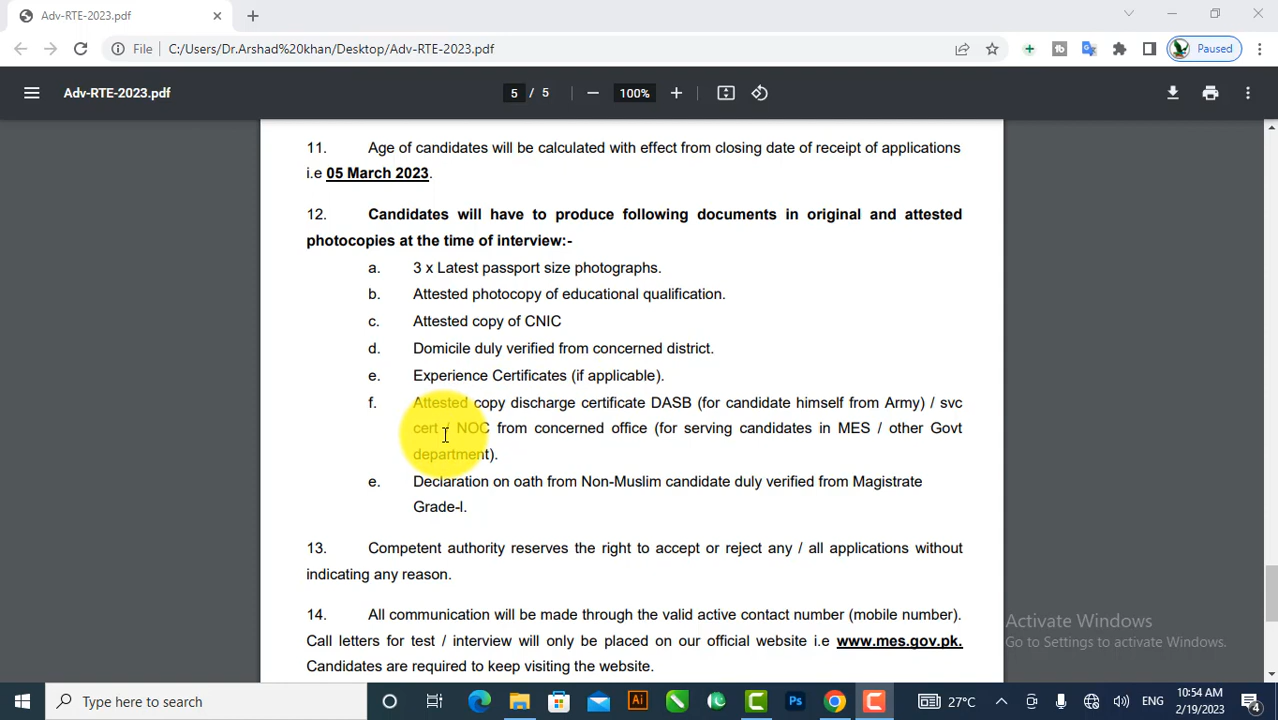 Adv-RTE-2023.pdf
File C:/Users/Dr.Arshad%20khan/Desktop/Adv-RTE-2023.pdf Paused
Adv-RTE-2023.pdf 5 / 5 100%
11. Age of candidates will be calculated with effect from closing date of receipt of applications
i.e 05 March 2023.
12. Candidates will have to produce following documents in original and attested
photocopies at the time of interview:-
a. 3 x Latest passport size photographs.
b. Attested photocopy of educational qualification.
c. Attested copy of CNIC
d. Domicile duly verified from concerned district.
e. Experience Certificates (if applicable).
f. Attested copy discharge certificate DASB (for candidate himself from Army) / svc
cert / NOC from concerned office (for serving candidates in MES / other Govt
department).
e. Declaration on oath from Non-Muslim candidate duly verified from Magistrate
Grade-I.
13. Competent authority reserves the right to accept or reject any / all applications without
indicating any reason.
14. All communication will be made through the valid active contact number (mobile number).
Call letters for test / interview will only be placed on our official website i.e www.mes.gov.pk.
Candidates are required to keep visiting the website.
Activate Windows
Go to Settings to activate Windows.
Type here to search Ai Ps 27°C ENG 10:54 AM
2/19/2023 4